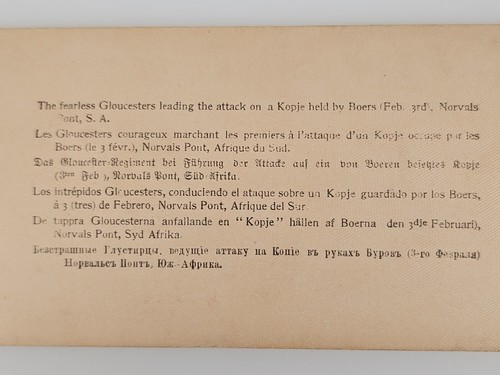 The fearless Gloucesters leading the attack on a Kopje held by Boers (Feb. 3rd), Norvals
Pont, S. A.
Les Gloucesters courageux marchant les premiers à l'attaque d'un Kopje occupé par les
Boers (le 3 févr.), Norvals Pont, Afrique du Sud.
Das Gloucester-Regiment bei Führung der Attacke auf ein von Boeren besetztes Kopje
(3ten Feb.), Norvals Pont, Süd-Afrika.
Los intrépidos Gloucesters, conduciendo el ataque sobre un Kopje guardado por los Boers,
á 3 (tres) de Febrero, Norvals Pont, Afrique del Sur
De tappra Gloucesterna anfallande en "Kopje" hållen af Boerna den 3dje Februari),
Norvals Pont, Syd Afrika.
Безстрашные Глустирцы, ведущіе аттаку на Копіе въ рукахъ Буровъ (3-го Февраля)
Норвальсъ Понтъ, Юж.-Африка.